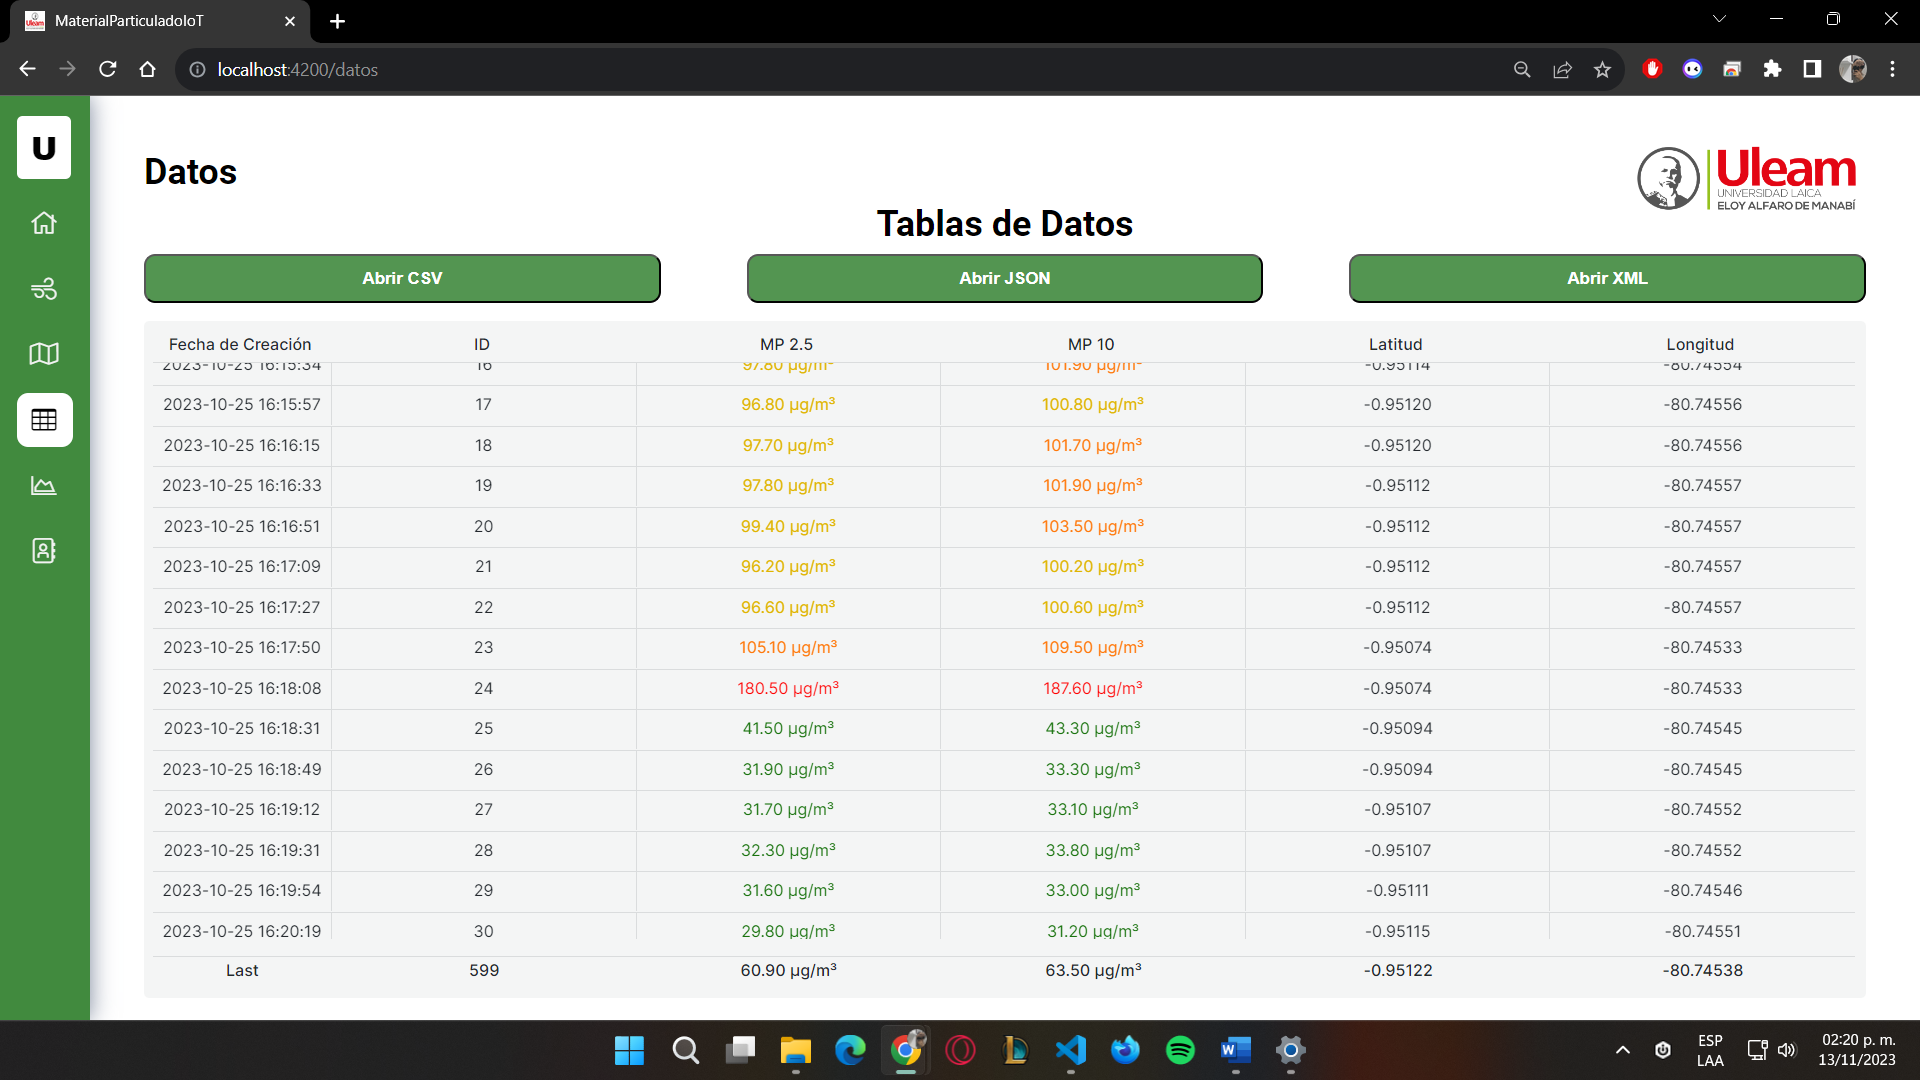 MaterialParticuladoIoT
localhost:4200/datos
U
Datos
Uleam
UNIVERSIDAD LAICA
ELOY ALFARO DE MANABÍ
Tablas de Datos
Abrir CSV Abrir JSON Abrir XML
Fecha de Creación ID MP 2.5 MP 10 Latitud Longitud
2023-10-25 16:15:34 16 97.80 µg/m³ 101.90 µg/m³ -0.95114 -80.74554
2023-10-25 16:15:57 17 96.80 µg/m³ 100.80 µg/m³ -0.95120 -80.74556
2023-10-25 16:16:15 18 97.70 µg/m³ 101.70 µg/m³ -0.95120 -80.74556
2023-10-25 16:16:33 19 97.80 µg/m³ 101.90 µg/m³ -0.95112 -80.74557
2023-10-25 16:16:51 20 99.40 µg/m³ 103.50 µg/m³ -0.95112 -80.74557
2023-10-25 16:17:09 21 96.20 µg/m³ 100.20 µg/m³ -0.95112 -80.74557
2023-10-25 16:17:27 22 96.60 µg/m³ 100.60 µg/m³ -0.95112 -80.74557
2023-10-25 16:17:50 23 105.10 µg/m³ 109.50 µg/m³ -0.95074 -80.74533
2023-10-25 16:18:08 24 180.50 µg/m³ 187.60 µg/m³ -0.95074 -80.74533
2023-10-25 16:18:31 25 41.50 µg/m³ 43.30 µg/m³ -0.95094 -80.74545
2023-10-25 16:18:49 26 31.90 µg/m³ 33.30 µg/m³ -0.95094 -80.74545
2023-10-25 16:19:12 27 31.70 µg/m³ 33.10 µg/m³ -0.95107 -80.74552
2023-10-25 16:19:31 28 32.30 µg/m³ 33.80 µg/m³ -0.95107 -80.74552
2023-10-25 16:19:54 29 31.60 µg/m³ 33.00 µg/m³ -0.95111 -80.74546
2023-10-25 16:20:19 30 29.80 µg/m³ 31.20 µg/m³ -0.95115 -80.74551
Last 599 60.90 µg/m³ 63.50 µg/m³ -0.95122 -80.74538
ESP
LAA
02:20 p. m.
13/11/2023